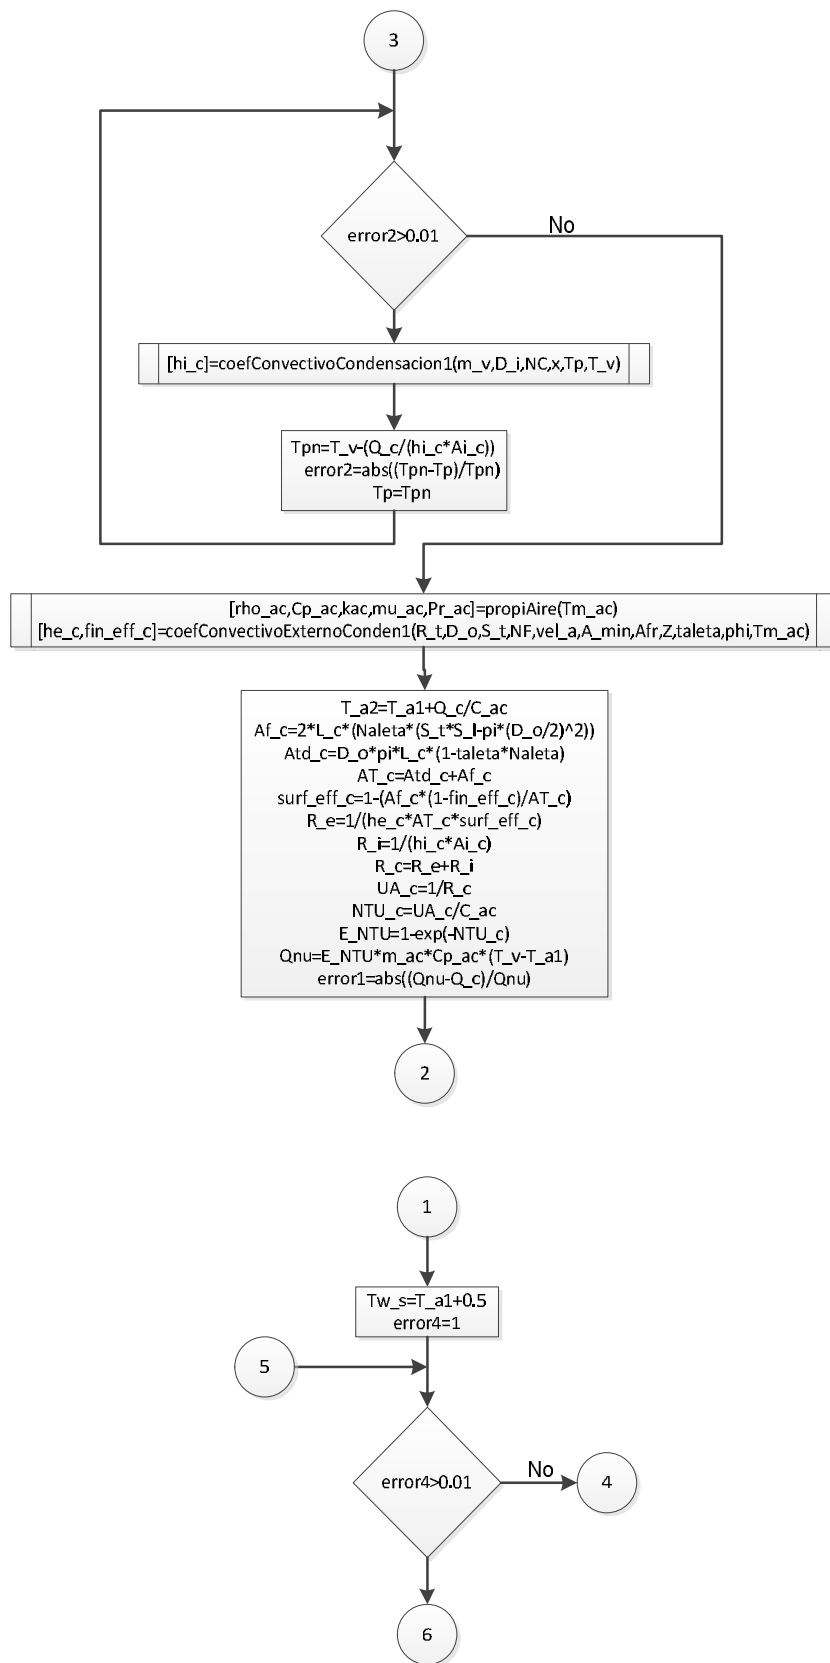 3
error2>0.01
No
[hi_c]=coefConvectivoCondensacion1(m_v,D_i,NC,x,Tp,T_v)
Tpn=T_v-(Q_c/(hi_c*Ai_c))
error2=abs((Tpn-Tp)/Tpn)
Tp=Tpn
[rho_ac,Cp_ac,kac,mu_ac,Pr_ac]=propiAire(Tm_ac)
[he_c,fin_eff_c]=coefConvectivoExternoConden1(R_t,D_o,S_t,NF,vel_a,A_min,Afr,Z,taleta,phi,Tm_ac)
T_a2=T_a1+Q_c/C_ac
Af_c=2*L_c*(Naleta*(S_t*S_l-pi*(D_o/2)^2))
Atd_c=D_o*pi*L_c*(1-taleta*Naleta)
AT_c=Atd_c+Af_c
surf_eff_c=1-(Af_c*(1-fin_eff_c)/AT_c)
R_e=1/(he_c*AT_c*surf_eff_c)
R_i=1/(hi_c*Ai_c)
R_c=R_e+R_i
UA_c=1/R_c
NTU_c=UA_c/C_ac
E_NTU=1-exp(-NTU_c)
Qnu=E_NTU*m_ac*Cp_ac*(T_v-T_a1)
error1=abs((Qnu-Q_c)/Qnu)
2
1
Tw_s=T_a1+0.5
error4=1
5
error4>0.01
No
4
6